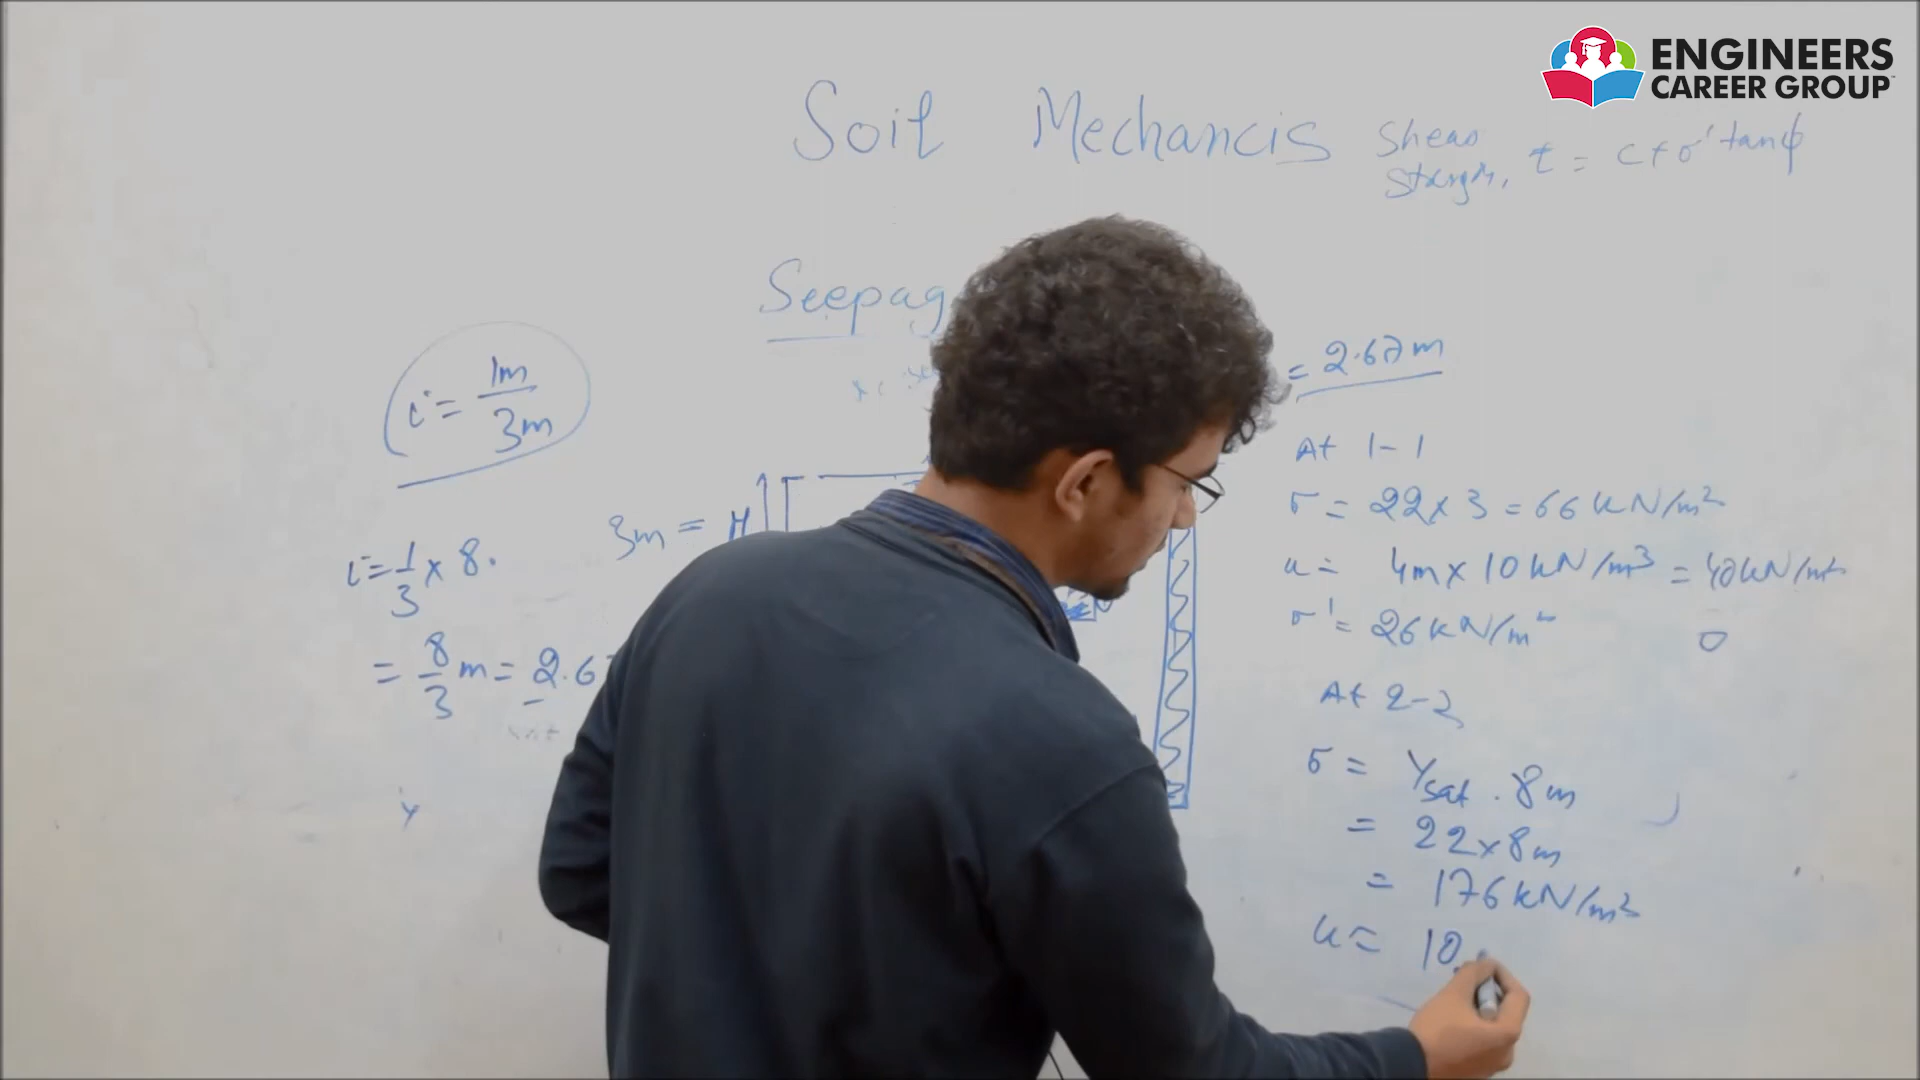 ENGINEERS
CAREER GROUP
Soil Mechancis
Shear
τ = c + σ' tanφ
Seepag
i = 1m / 3m
= 2.67m
At 1-1
σ = 22 x 3 = 66 kN/m²
3m = H
i = 1/3 x 8.
u = 4m x 10 kN/m³ = 40 kN/m²
σ' = 26 kN/m²
0
= 8/3 m = 2.6
At 2-2
σ = γsat . 8m
= 22 x 8m
= 176 kN/m²
u = 10